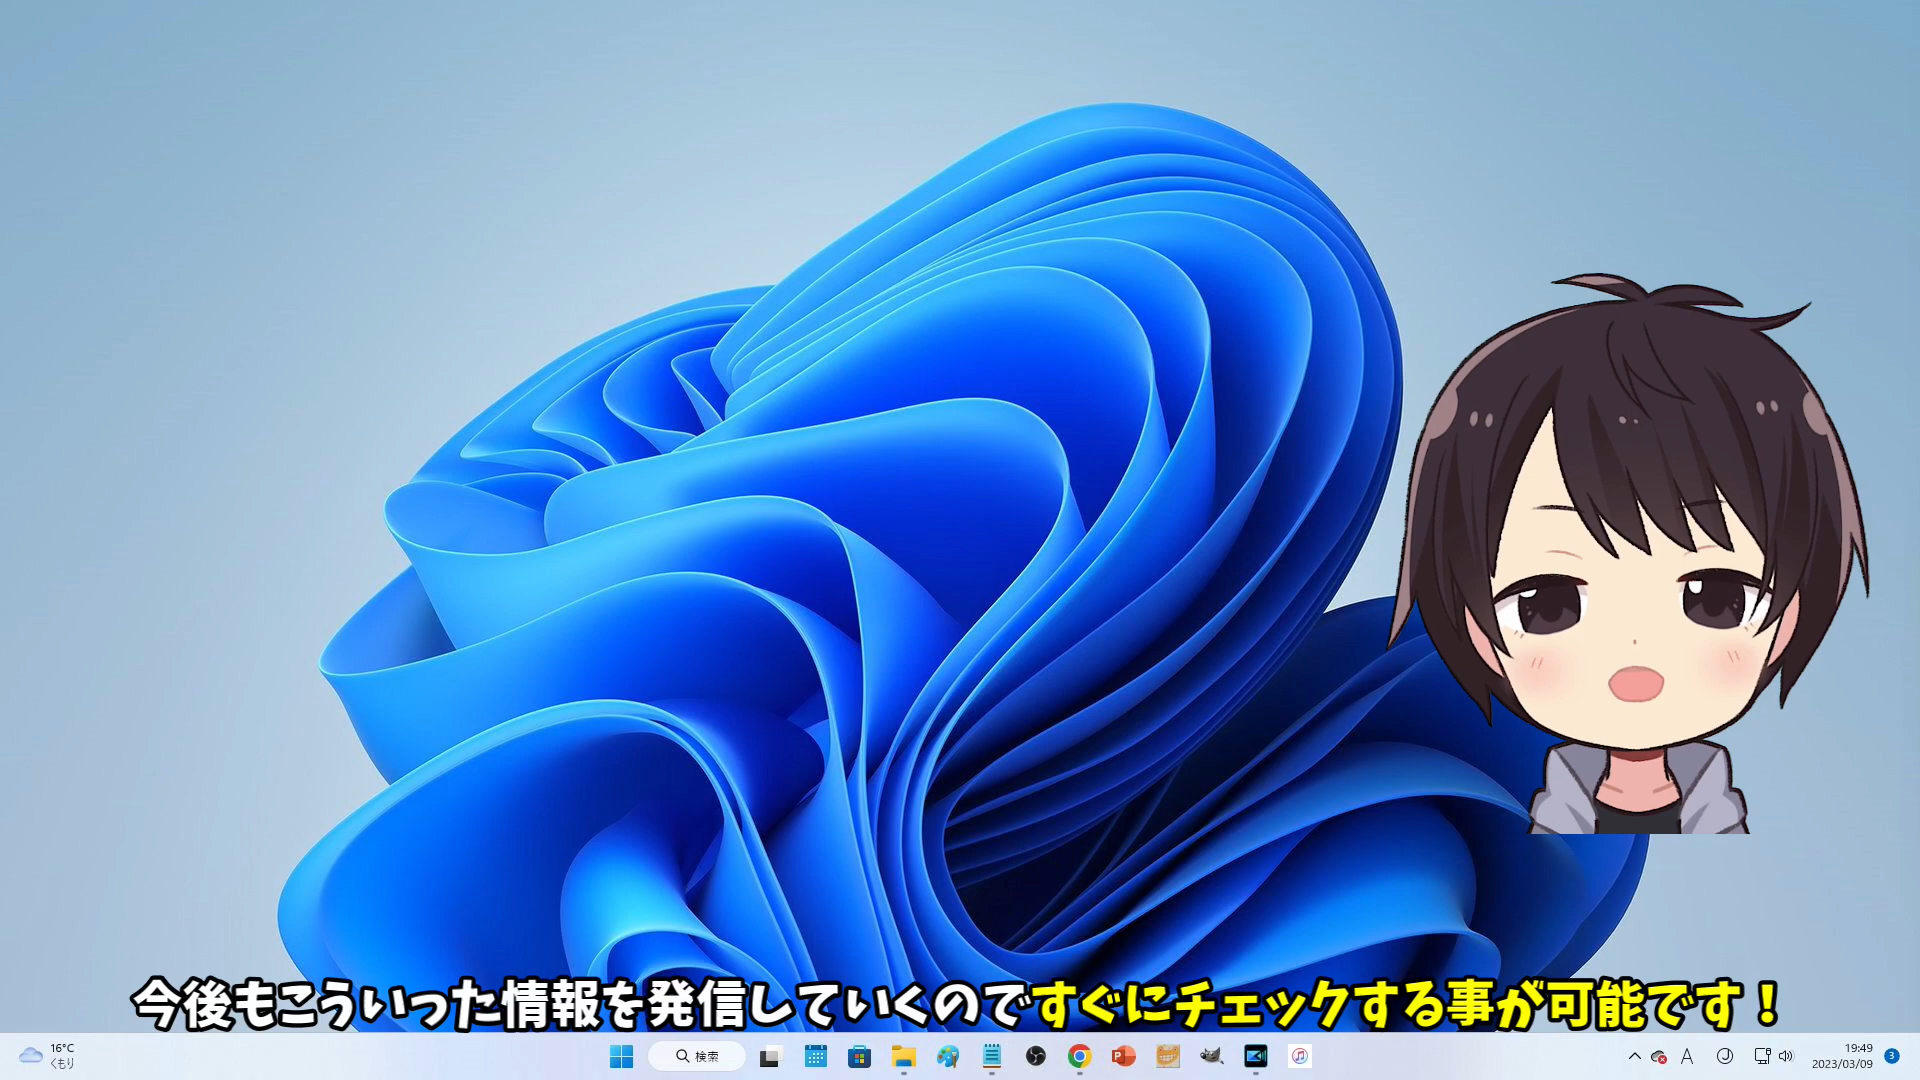 今後もこういった情報を発信していくのですぐにチェックする事が可能です！
16°C
くもり
検索
A
19:49
2023/03/09
3